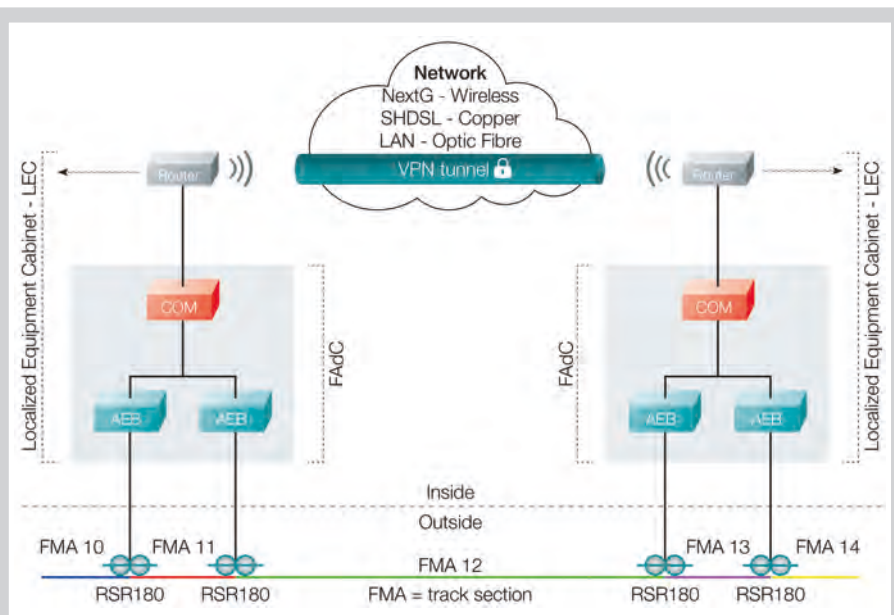 Network
NextG - Wireless
SHDSL - Copper
LAN - Optic Fibre
VPN tunnel
Router
Router
Localized Equipment Cabinet - LEC
COM
FAdC
AEB
AEB
COM
FAdC
AEB
AEB
Localized Equipment Cabinet - LEC
Inside
Outside
FMA 10
FMA 11
FMA 12
FMA 13
FMA 14
RSR180
RSR180
FMA = track section
RSR180
RSR180